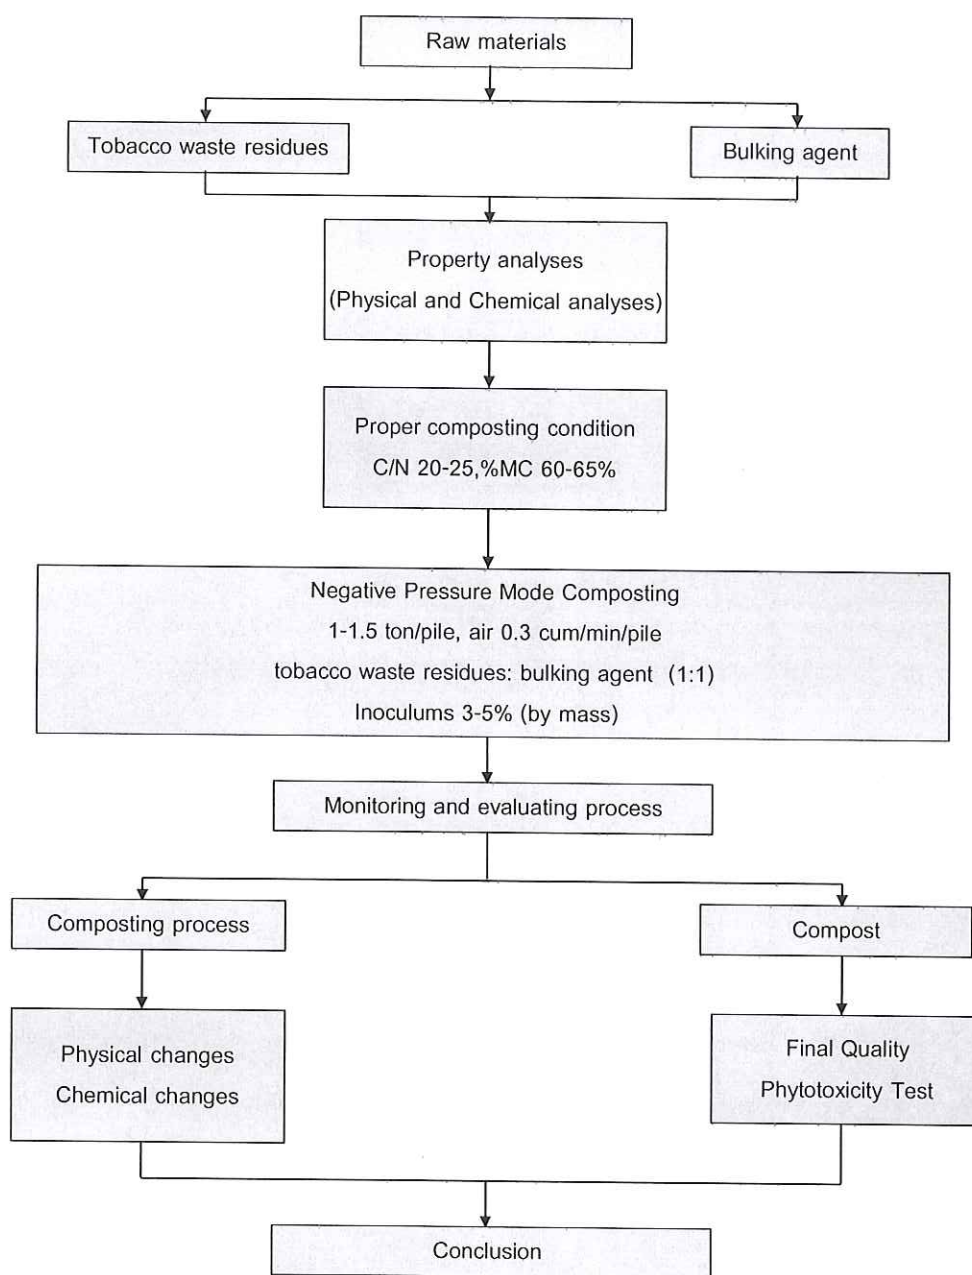 Raw materials
Tobacco waste residues
Bulking agent
Property analyses
(Physical and Chemical analyses)
Proper composting condition
C/N 20-25,%MC 60-65%
Negative Pressure Mode Composting
1-1.5 ton/pile, air 0.3 cum/min/pile
tobacco waste residues: bulking agent (1:1)
Inoculums 3-5% (by mass)
Monitoring and evaluating process
Composting process
Compost
Physical changes
Chemical changes
Final Quality
Phytotoxicity Test
Conclusion